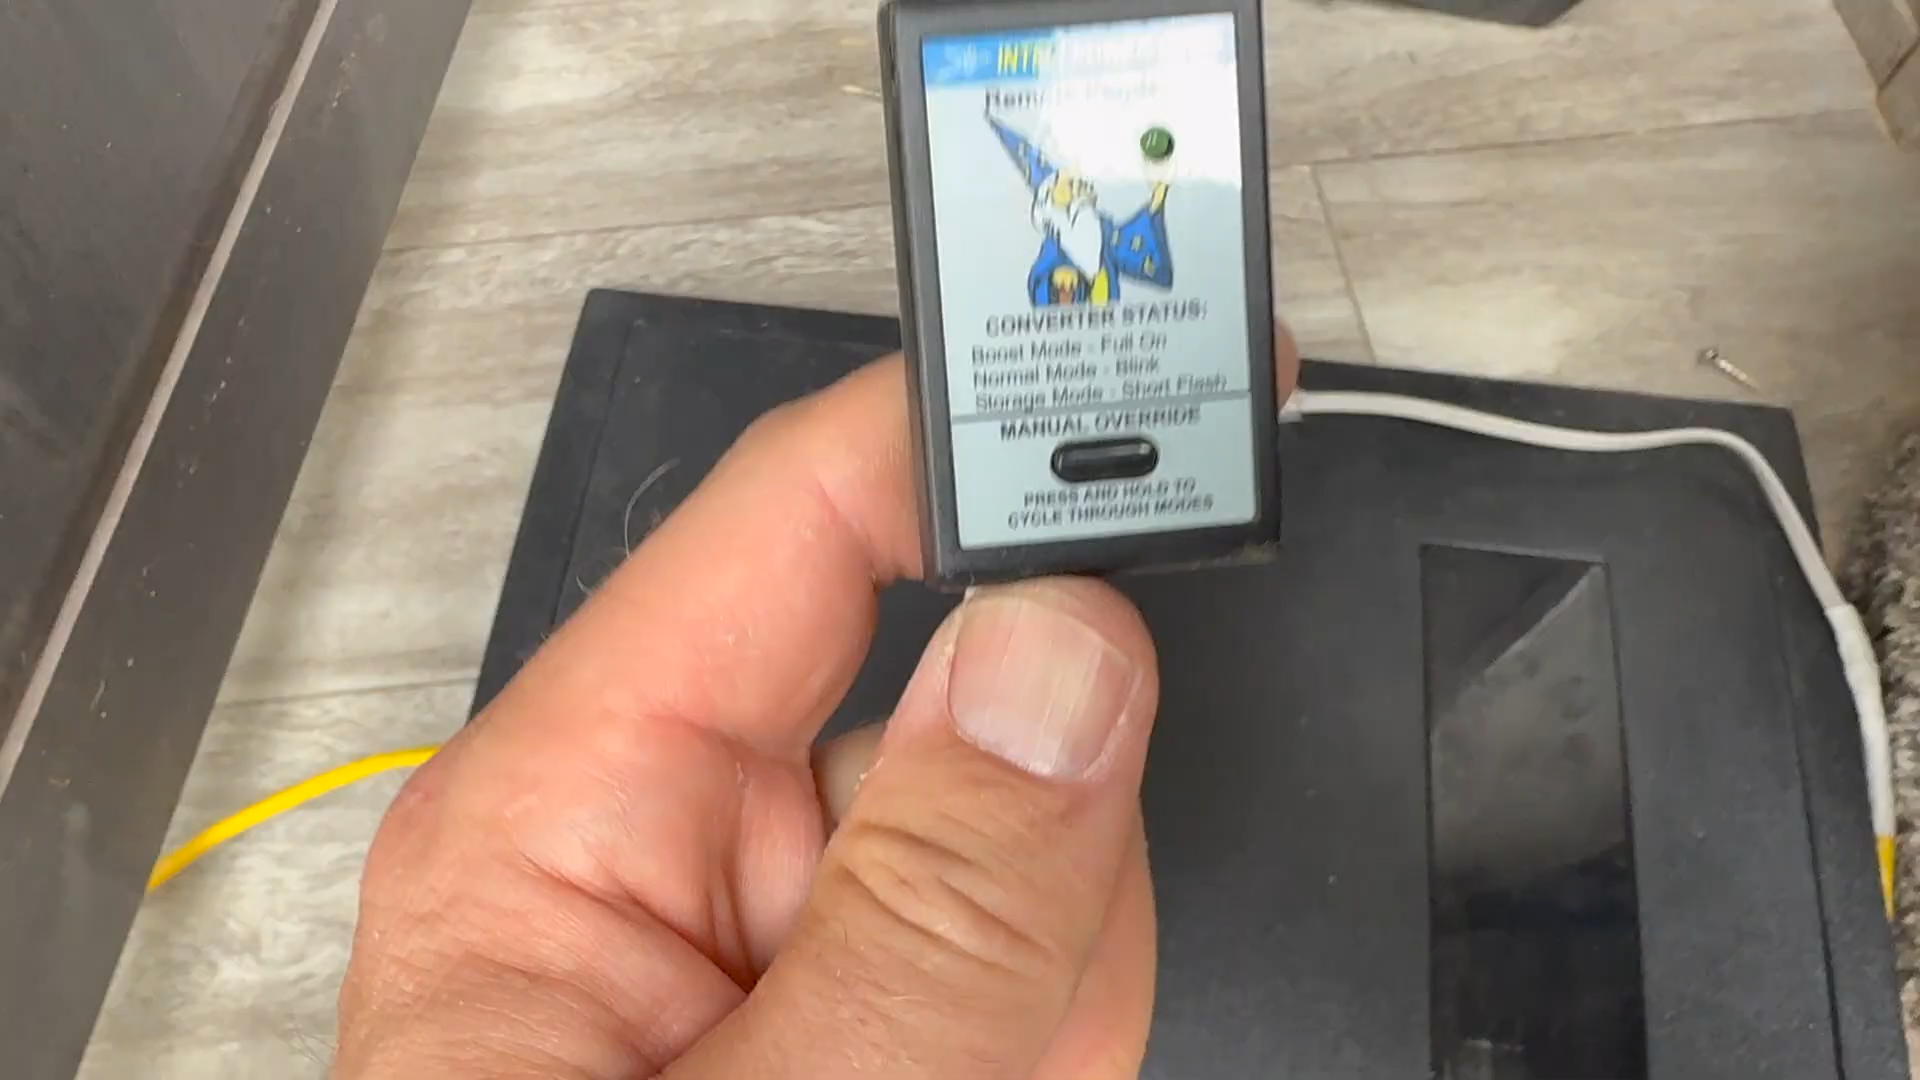 Remote
CONVERTER STATUS:
Boost Mode - Full On
Normal Mode - Blink
Storage Mode - Short Flash
MANUAL OVERRIDE
PRESS AND HOLD TO
CYCLE THROUGH MODES